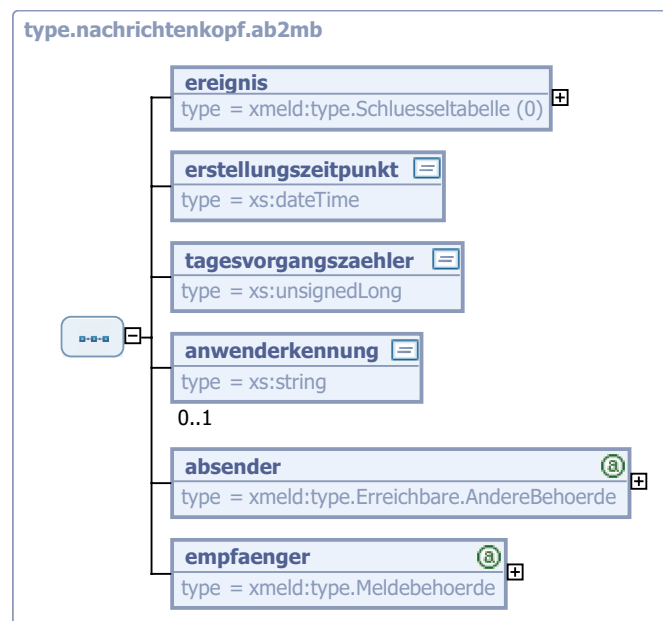 type.nachrichtenkopf.ab2mb
ereignis
type = xmeld:type.Schluesseltabelle (0)
erstellungszeitpunkt
type = xs:dateTime
tagesvorgangszaehler
type = xs:unsignedLong
anwenderkennung
type = xs:string
0..1
absender
type = xmeld:type.Erreichbare.AndereBehoerde
empfaenger
type = xmeld:type.Meldebehoerde